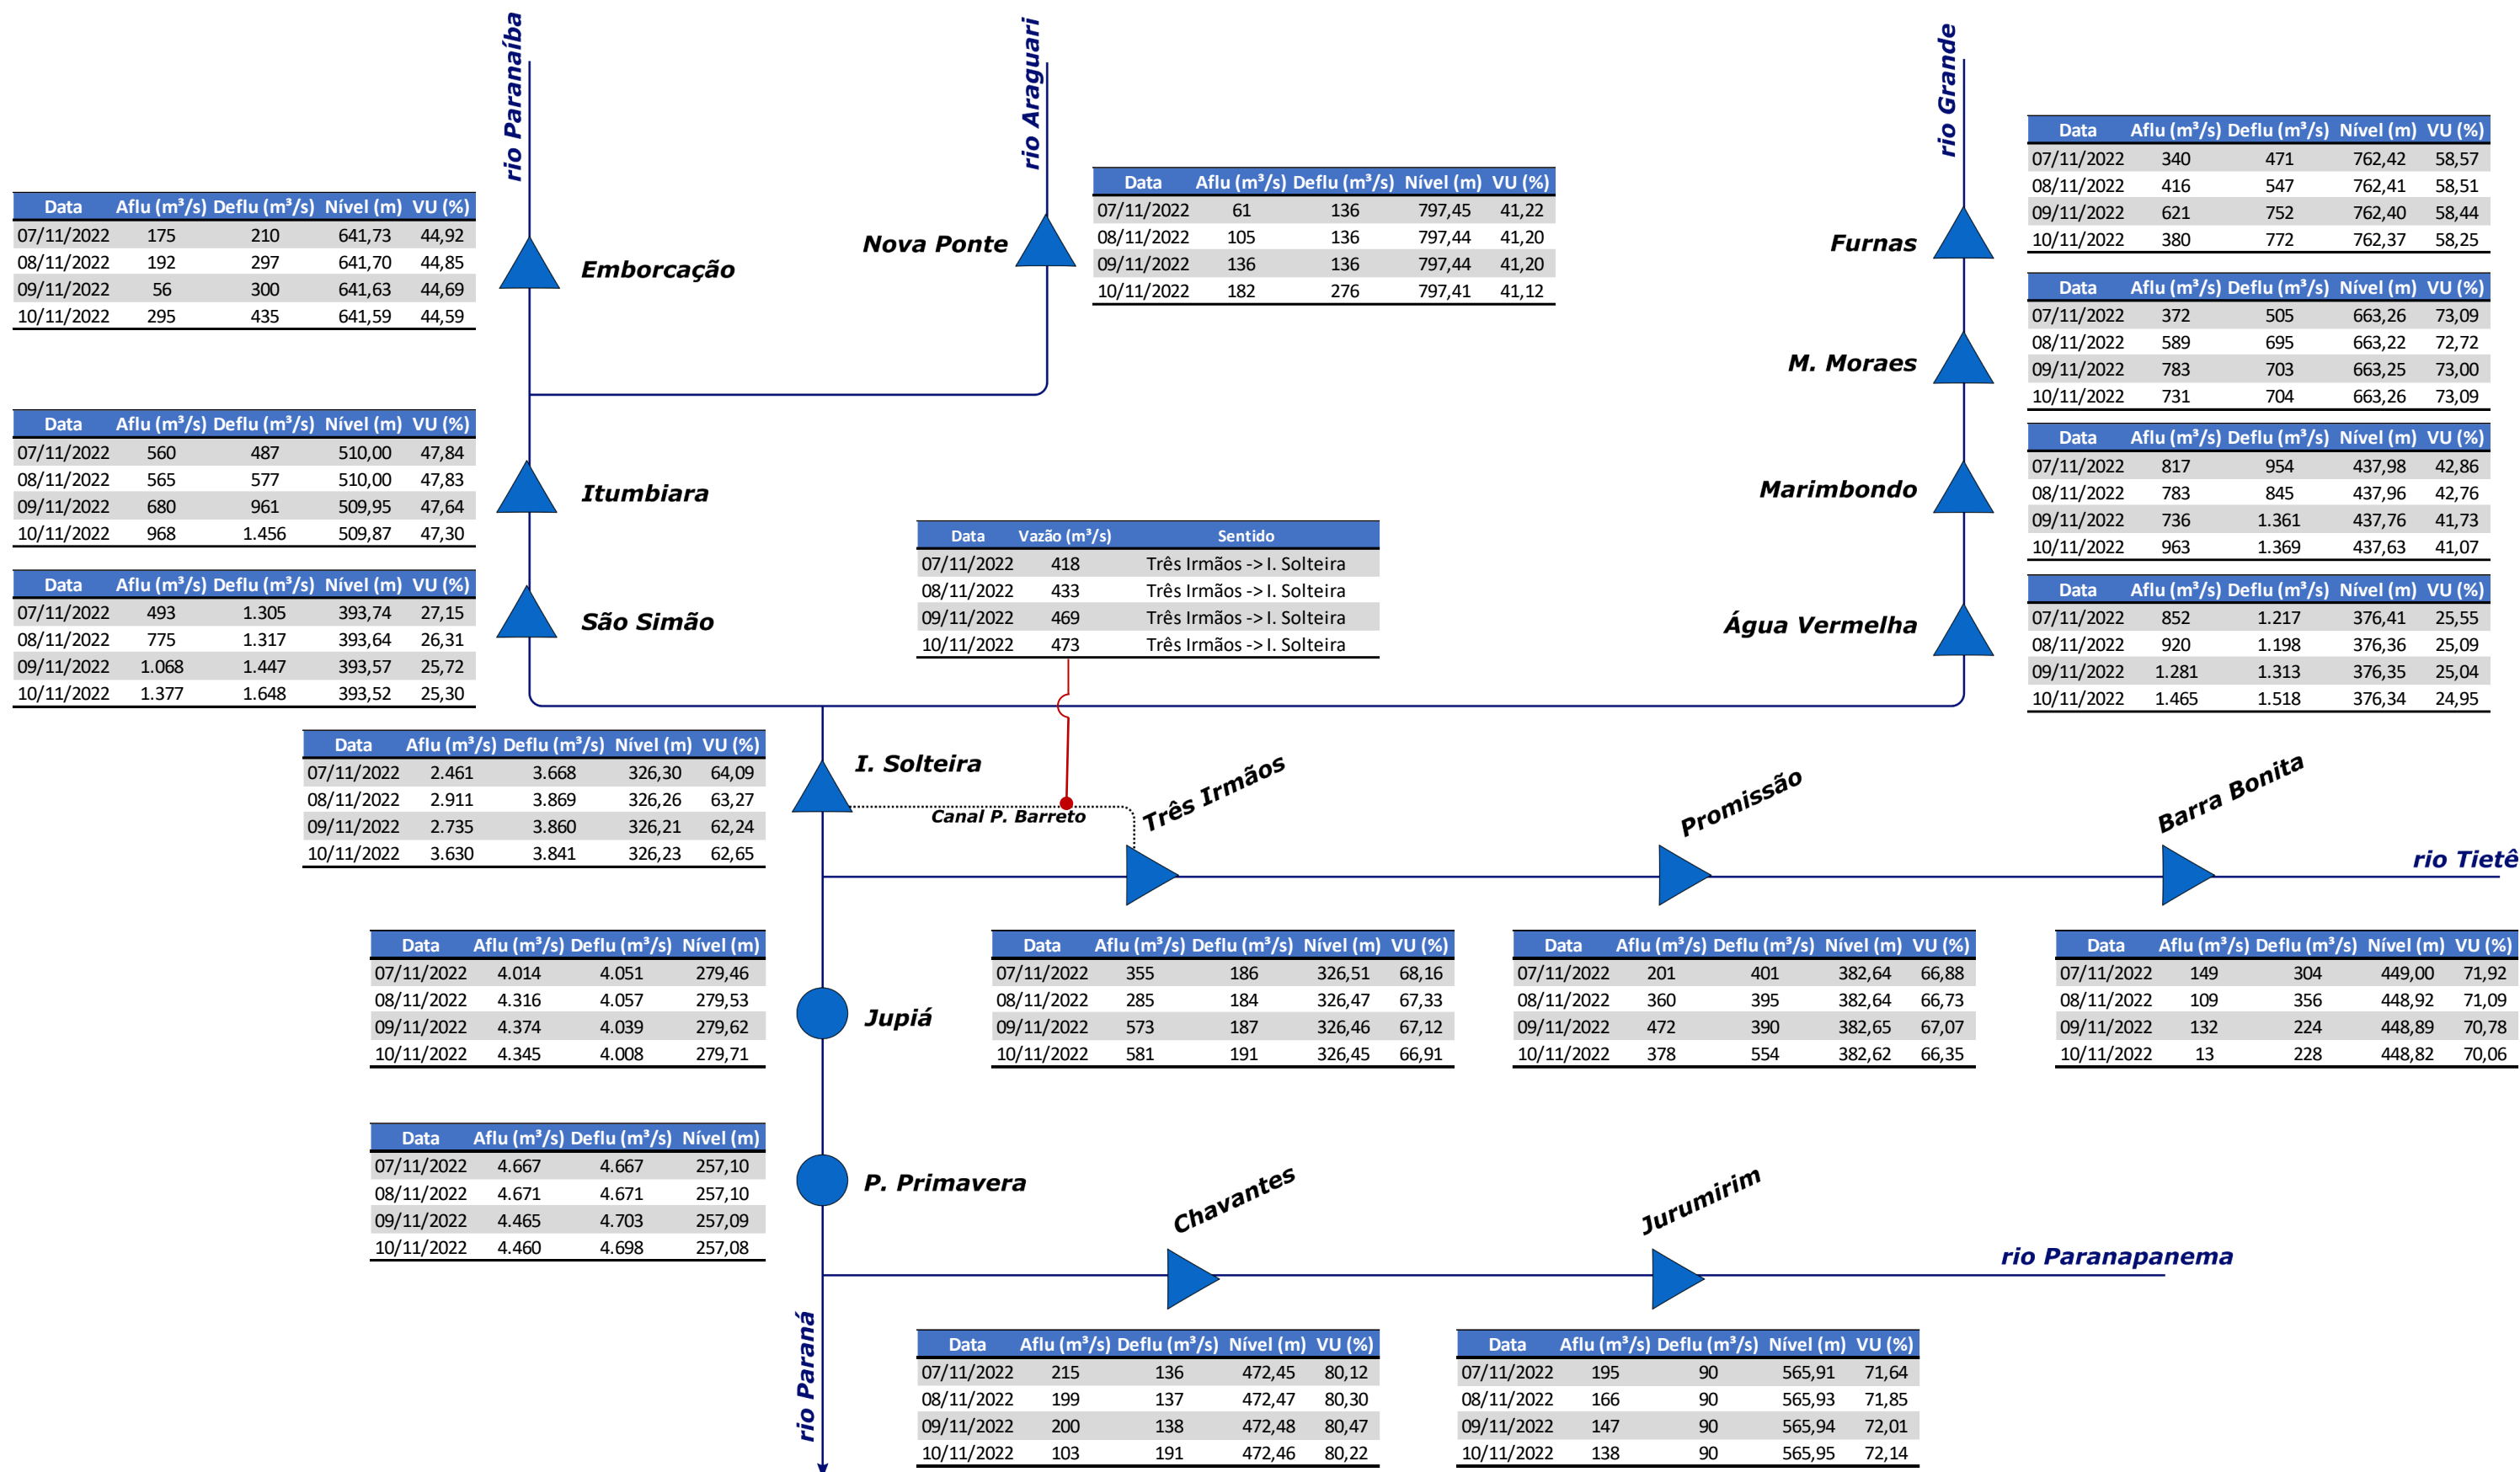 rio Paranaíba
rio Araguari
rio Grande
Data Aflu (m³/s) Deflu (m³/s) Nível (m) VU (%)
07/11/2022 340 471 762,42 58,57
08/11/2022 416 547 762,41 58,51
09/11/2022 621 752 762,40 58,44
10/11/2022 380 772 762,37 58,25
Furnas
Data Aflu (m³/s) Deflu (m³/s) Nível (m) VU (%)
07/11/2022 61 136 797,45 41,22
08/11/2022 105 136 797,44 41,20
09/11/2022 136 136 797,44 41,20
10/11/2022 182 276 797,41 41,12
Nova Ponte
Data Aflu (m³/s) Deflu (m³/s) Nível (m) VU (%)
07/11/2022 175 210 641,73 44,92
08/11/2022 192 297 641,70 44,85
09/11/2022 56 300 641,63 44,69
10/11/2022 295 435 641,59 44,59
Emborcação
Data Aflu (m³/s) Deflu (m³/s) Nível (m) VU (%)
07/11/2022 372 505 663,26 73,09
08/11/2022 589 695 663,22 72,72
09/11/2022 783 703 663,25 73,00
10/11/2022 731 704 663,26 73,09
M. Moraes
Data Aflu (m³/s) Deflu (m³/s) Nível (m) VU (%)
07/11/2022 560 487 510,00 47,84
08/11/2022 565 577 510,00 47,83
09/11/2022 680 961 509,95 47,64
10/11/2022 968 1.456 509,87 47,30
Itumbiara
Data Aflu (m³/s) Deflu (m³/s) Nível (m) VU (%)
07/11/2022 817 954 437,98 42,86
08/11/2022 783 845 437,96 42,76
09/11/2022 736 1.361 437,76 41,73
10/11/2022 963 1.369 437,63 41,07
Marimbondo
Data Vazão (m³/s) Sentido
07/11/2022 418 Três Irmãos -> I. Solteira
08/11/2022 433 Três Irmãos -> I. Solteira
09/11/2022 469 Três Irmãos -> I. Solteira
10/11/2022 473 Três Irmãos -> I. Solteira
Data Aflu (m³/s) Deflu (m³/s) Nível (m) VU (%)
07/11/2022 493 1.305 393,74 27,15
08/11/2022 775 1.317 393,64 26,31
09/11/2022 1.068 1.447 393,57 25,72
10/11/2022 1.377 1.648 393,52 25,30
São Simão
Data Aflu (m³/s) Deflu (m³/s) Nível (m) VU (%)
07/11/2022 852 1.217 376,41 25,55
08/11/2022 920 1.198 376,36 25,09
09/11/2022 1.281 1.313 376,35 25,04
10/11/2022 1.465 1.518 376,34 24,95
Água Vermelha
Data Aflu (m³/s) Deflu (m³/s) Nível (m) VU (%)
07/11/2022 2.461 3.668 326,30 64,09
08/11/2022 2.911 3.869 326,26 63,27
09/11/2022 2.735 3.860 326,21 62,24
10/11/2022 3.630 3.841 326,23 62,65
I. Solteira
Canal P. Barreto
Três Irmãos
Promissão
Barra Bonita
rio Tietê
Data Aflu (m³/s) Deflu (m³/s) Nível (m)
07/11/2022 4.014 4.051 279,46
08/11/2022 4.316 4.057 279,53
09/11/2022 4.374 4.039 279,62
10/11/2022 4.345 4.008 279,71
Jupiá
Data Aflu (m³/s) Deflu (m³/s) Nível (m) VU (%)
07/11/2022 355 186 326,51 68,16
08/11/2022 285 184 326,47 67,33
09/11/2022 573 187 326,46 67,12
10/11/2022 581 191 326,45 66,91
Data Aflu (m³/s) Deflu (m³/s) Nível (m) VU (%)
07/11/2022 201 401 382,64 66,88
08/11/2022 360 395 382,64 66,73
09/11/2022 472 390 382,65 67,07
10/11/2022 378 554 382,62 66,35
Data Aflu (m³/s) Deflu (m³/s) Nível (m) VU (%)
07/11/2022 149 304 449,00 71,92
08/11/2022 109 356 448,92 71,09
09/11/2022 132 224 448,89 70,78
10/11/2022 13 228 448,82 70,06
Data Aflu (m³/s) Deflu (m³/s) Nível (m)
07/11/2022 4.667 4.667 257,10
08/11/2022 4.671 4.671 257,10
09/11/2022 4.465 4.703 257,09
10/11/2022 4.460 4.698 257,08
P. Primavera
Chavantes
Jurumirim
rio Paranapanema
rio Paraná
Data Aflu (m³/s) Deflu (m³/s) Nível (m) VU (%)
07/11/2022 215 136 472,45 80,12
08/11/2022 199 137 472,47 80,30
09/11/2022 200 138 472,48 80,47
10/11/2022 103 191 472,46 80,22
Data Aflu (m³/s) Deflu (m³/s) Nível (m) VU (%)
07/11/2022 195 90 565,91 71,64
08/11/2022 166 90 565,93 71,85
09/11/2022 147 90 565,94 72,01
10/11/2022 138 90 565,95 72,14